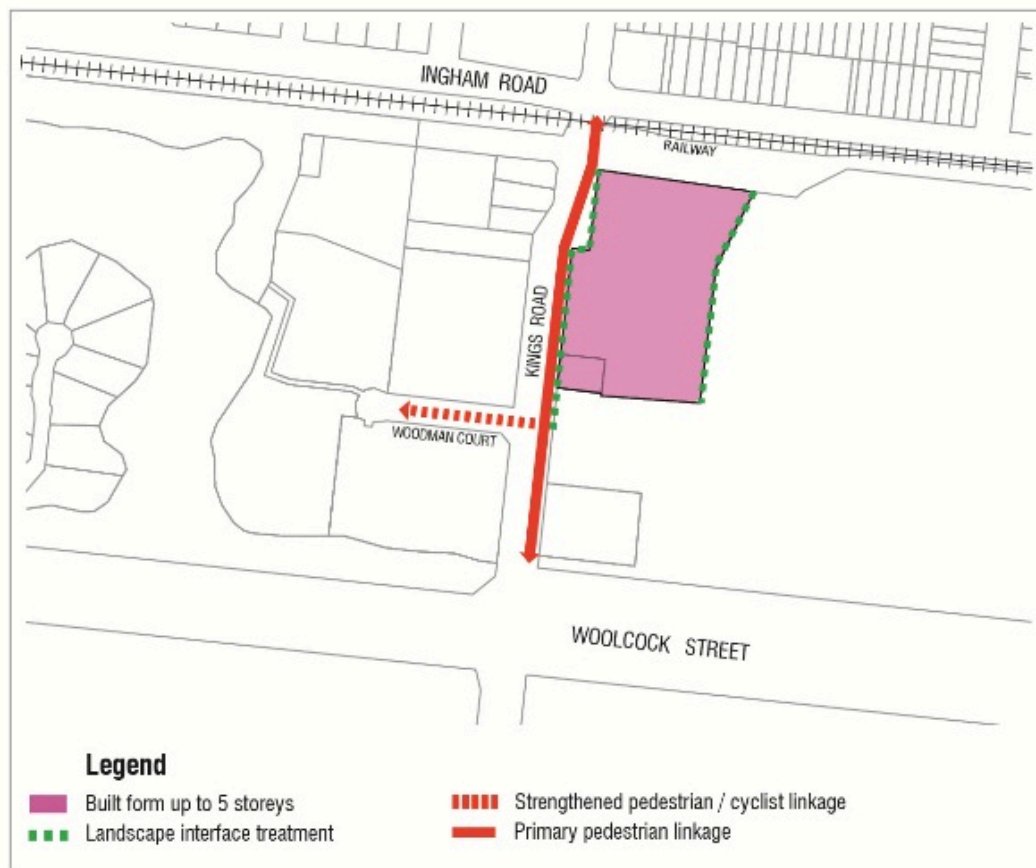 INGHAM ROAD
RAILWAY
KINGS ROAD
WOODMAN COURT
WOOLCOCK STREET
Legend
Built form up to 5 storeys
Landscape interface treatment
Strengthened pedestrian / cyclist linkage
Primary pedestrian linkage